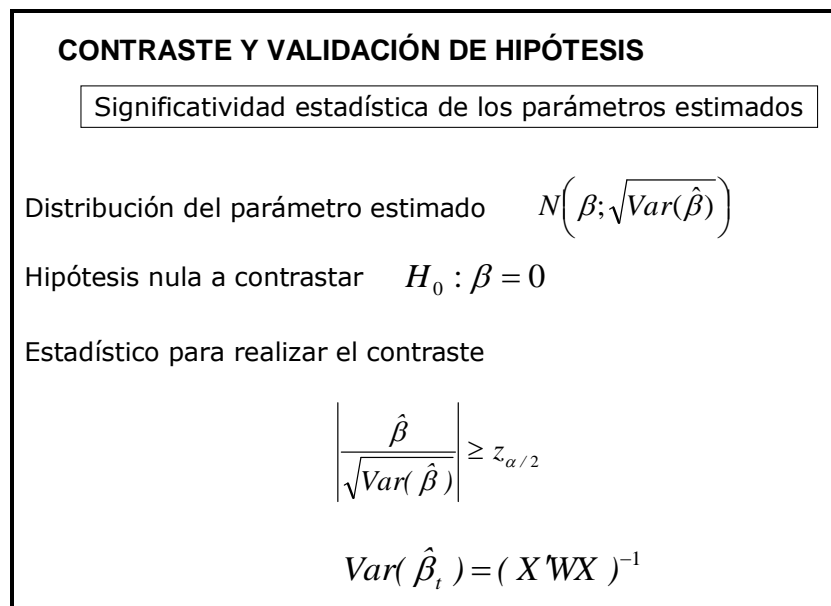 CONTRASTE Y VALIDACIÓN DE HIPÓTESIS
Significatividad estadística de los parámetros estimados
Distribución del parámetro estimado N(β; √Var(β̂))
Hipótesis nula a contrastar H₀ : β = 0
Estadístico para realizar el contraste
|β̂ / √Var( β̂ )| ≥ z_{α/2}
Var( β̂ₜ ) = ( X'WX )⁻¹